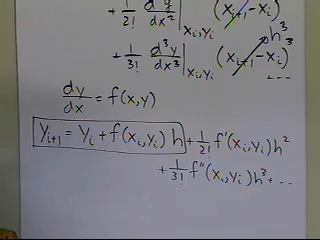 + 1/2! d²y/dx² |xᵢ,yᵢ (xᵢ₊₁-xᵢ)
+ 1/3! d³y/dx³ |xᵢ,yᵢ (xᵢ₊₁-xᵢ)³ h³
+ ...
dy/dx = f(x,y)
yᵢ₊₁ = yᵢ + f(xᵢ,yᵢ) h + 1/2! f'(xᵢ,yᵢ)h²
+ 1/3! f''(xᵢ,yᵢ)h³ + ...